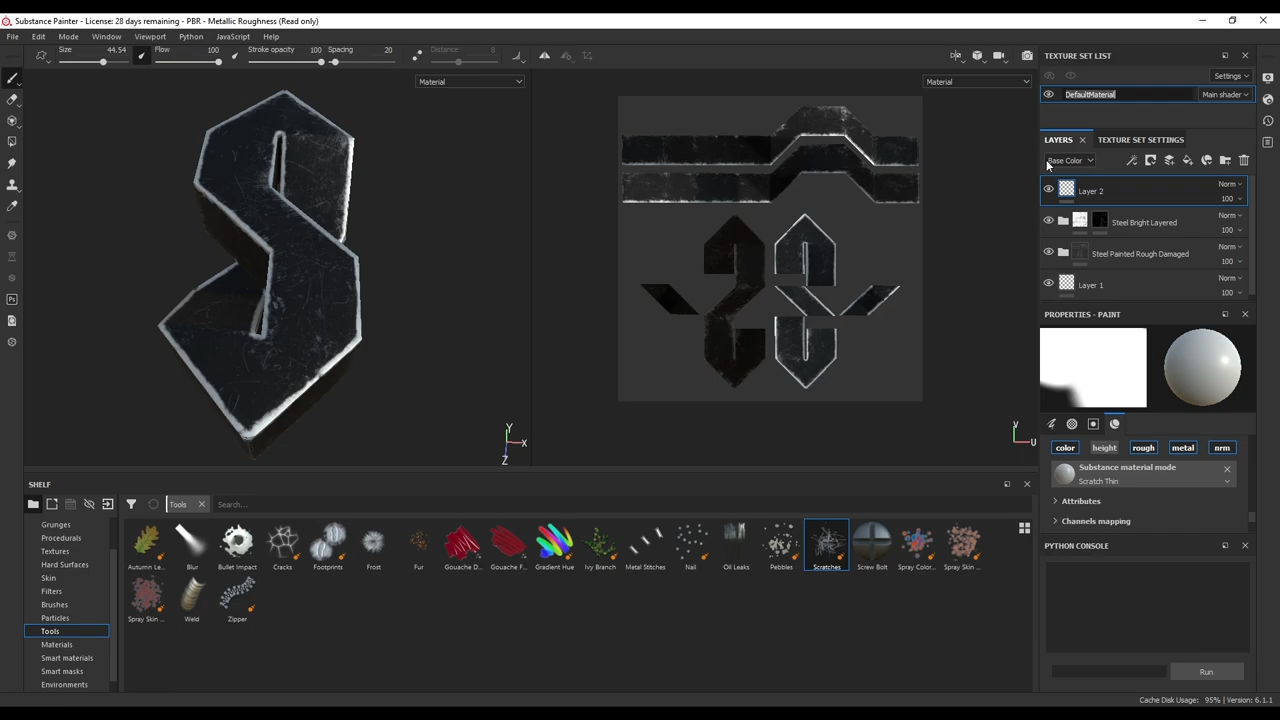 Substance Painter - License: 28 days remaining - PBR - Metallic Roughness (Read only)
File Edit Mode Window Viewport Python JavaScript Help
Size 44.54 Flow 100 Stroke opacity 100 Spacing 20 Distance 8
Material
Material
Y
X
Z
V
U
TEXTURE SET LIST
Settings
DefaultMaterial Main shader
LAYERS TEXTURE SET SETTINGS
Base Color
Layer 2 Norm 100
Steel Bright Layered Norm 100
Steel Painted Rough Damaged Norm 100
Layer 1 Norm 100
PROPERTIES - PAINT
color height rough metal nrm
Substance material mode
Scratch Thin
Attributes
Channels mapping
PYTHON CONSOLE
Run
SHELF
Tools Search...
Grunges
Procedurals
Textures
Hard Surfaces
Skin
Filters
Brushes
Particles
Tools
Materials
Smart materials
Smart masks
Environments
Autumn Le... Blur Bullet Impact Cracks Footprints Frost Fur Gouache D... Gouache F... Gradient Hue Ivy Branch Metal Stitches Nail Oil Leaks Pebbles Scratches Screw Bolt Spray Color... Spray Skin ...
Spray Skin ... Weld Zipper
Ps
Cache Disk Usage: 95% | Version: 6.1.1